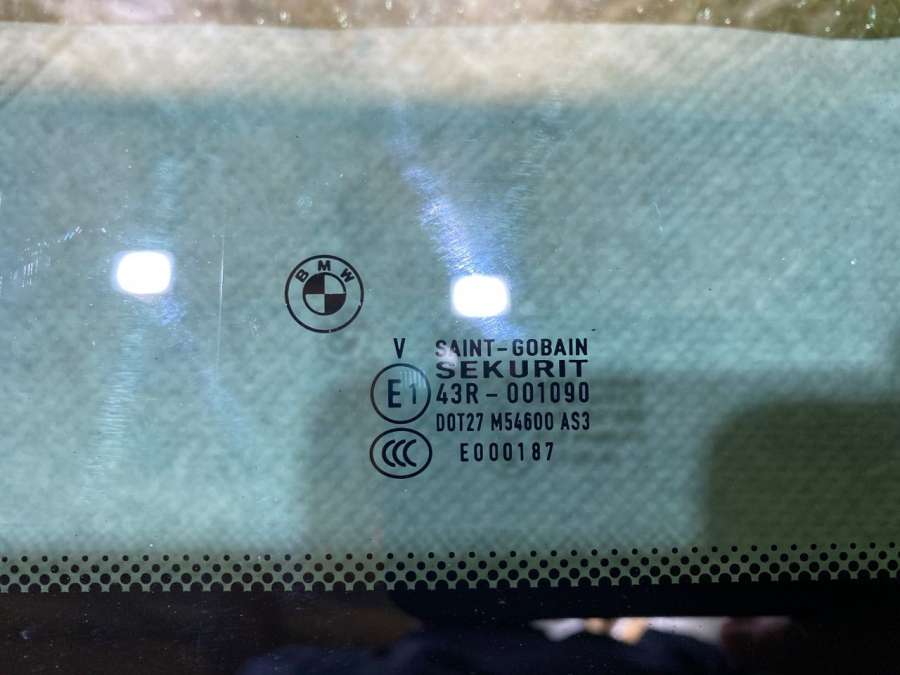 BMW
V SAINT-GOBAIN
SEKURIT
E1 43R-001090
DOT27 M54600 AS3
CCC E000187